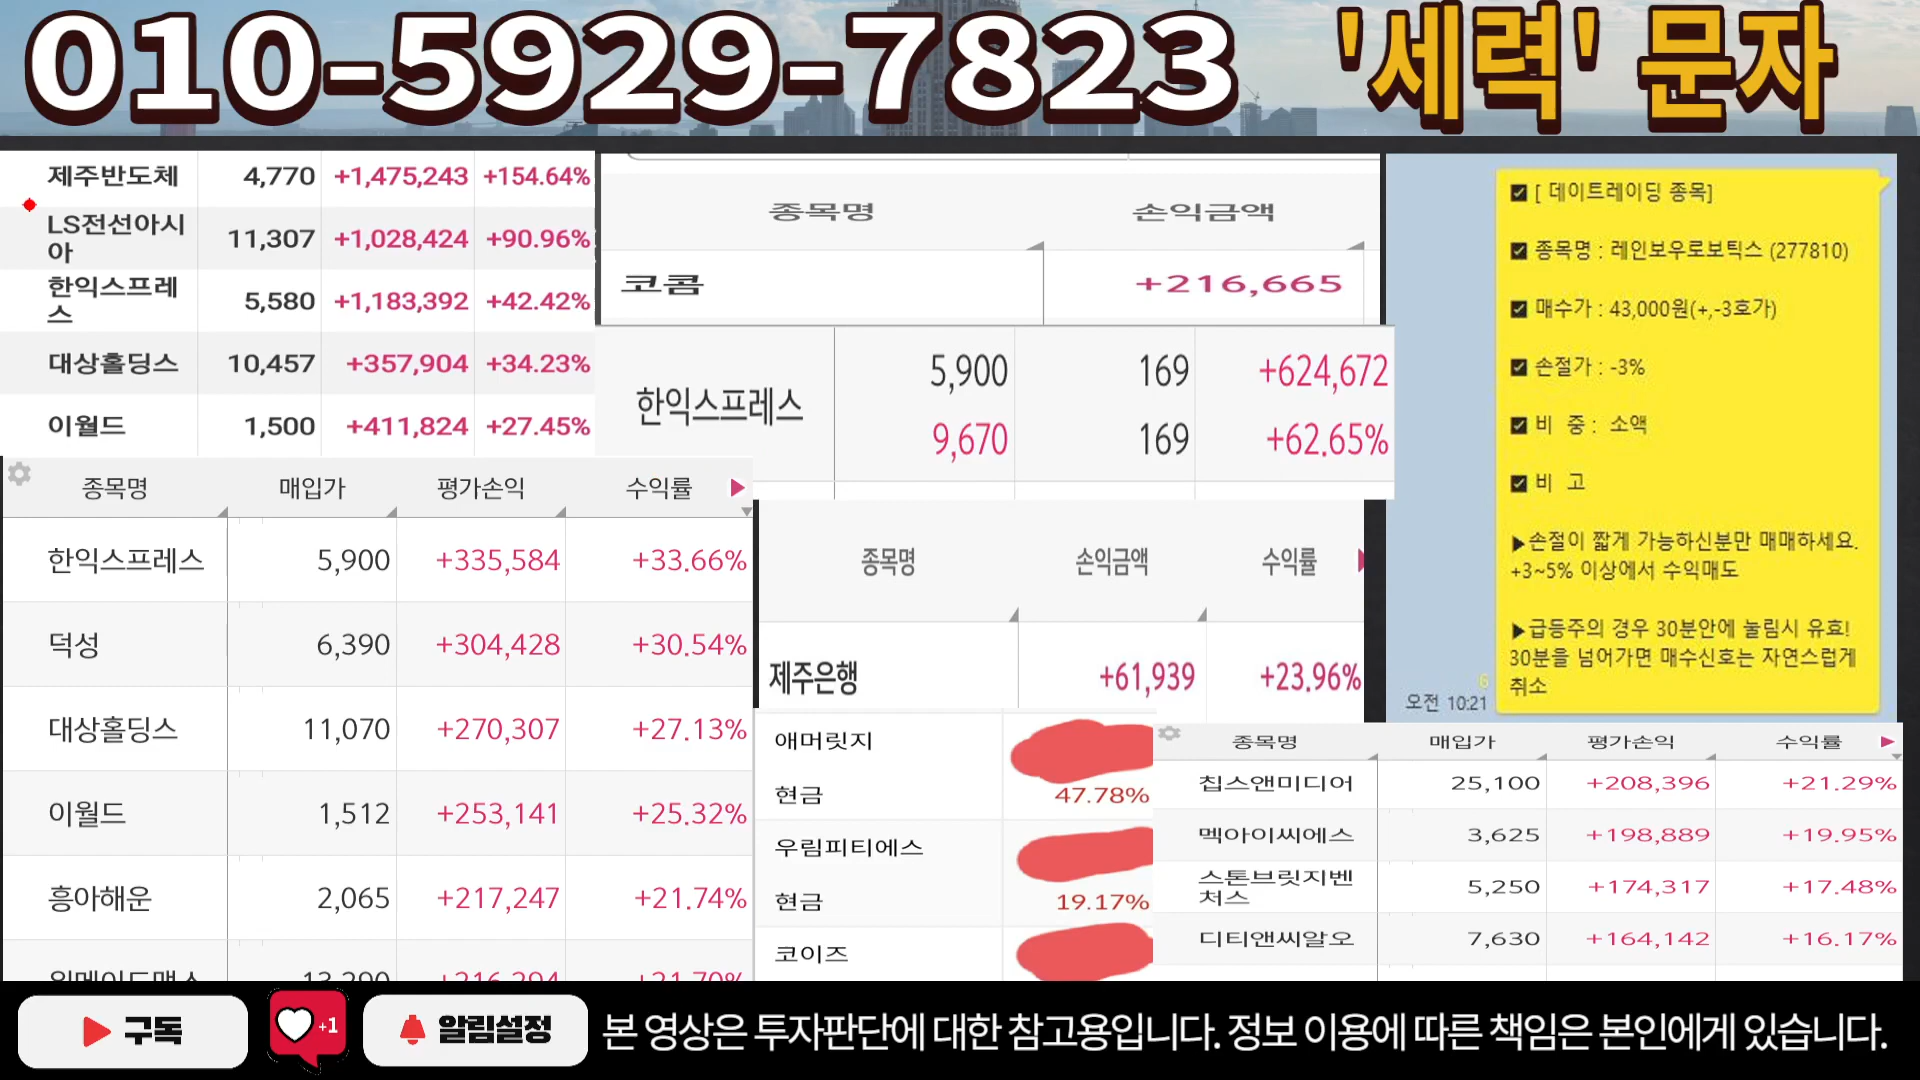 010-5929-7823 '세력' 문자
제주반도체 4,770 +1,475,243 +154.64%
LS전선아시
아 11,307 +1,028,424 +90.96%
한익스프레
스 5,580 +1,183,392 +42.42%
대상홀딩스 10,457 +357,904 +34.23%
이월드 1,500 +411,824 +27.45%
종목명 매입가 평가손익 수익률
한익스프레스 5,900 +335,584 +33.66%
덕성 6,390 +304,428 +30.54%
대상홀딩스 11,070 +270,307 +27.13%
이월드 1,512 +253,141 +25.32%
흥아해운 2,065 +217,247 +21.74%
종목명 손익금액
코콤 +216,665
한익스프레스
5,900 169 +624,672
9,670 169 +62.65%
종목명 손익금액 수익률
제주은행 +61,939 +23.96%
애머릿지
현금 47.78%
우림피티에스
현금 19.17%
코이즈
[ 데이트레이딩 종목]
종목명 : 레인보우로보틱스 (277810)
매수가 : 43,000원(+,-3호가)
손절가 : -3%
비 중 : 소액
비 고
▶손절이 짧게 가능하신분만 매매하세요.
+3~5% 이상에서 수익매도
▶급등주의 경우 30분안에 눌림시 유효!
30분을 넘어가면 매수신호는 자연스럽게
취소
6
오전 10:21
종목명 매입가 평가손익 수익률
칩스앤미디어 25,100 +208,396 +21.29%
멕아이씨에스 3,625 +198,889 +19.95%
스톤브릿지벤
처스 5,250 +174,317 +17.48%
디티앤씨알오 7,630 +164,142 +16.17%
구독 +1 알림설정 본 영상은 투자판단에 대한 참고용입니다. 정보 이용에 따른 책임은 본인에게 있습니다.